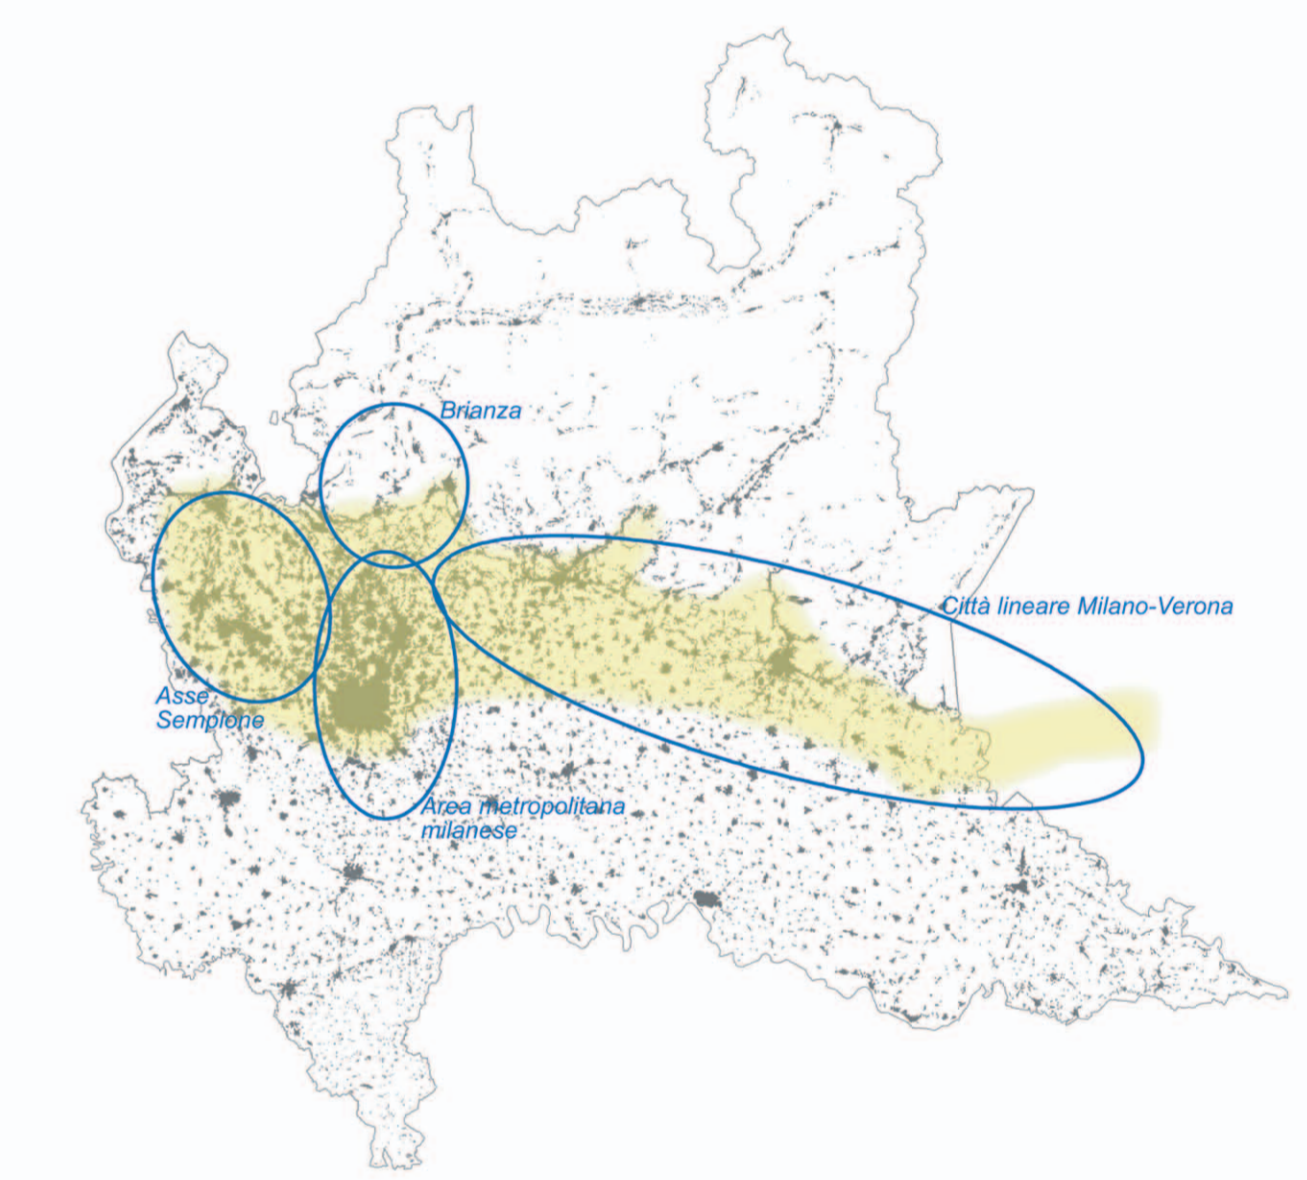 Brianza
Città lineare Milano-Verona
Asse
Sempione
Area metropolitana
milanese